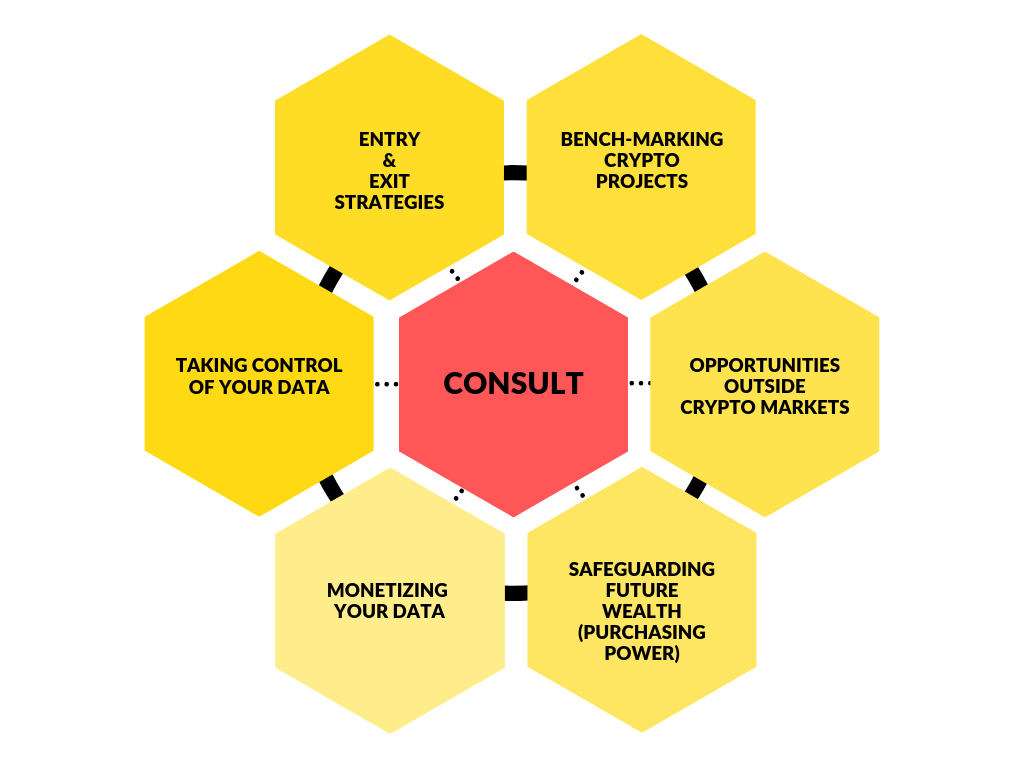 ENTRY
&
EXIT
STRATEGIES
BENCH-MARKING
CRYPTO
PROJECTS
TAKING CONTROL
OF YOUR DATA
CONSULT
OPPORTUNITIES
OUTSIDE
CRYPTO MARKETS
MONETIZING
YOUR DATA
SAFEGUARDING
FUTURE
WEALTH
(PURCHASING
POWER)